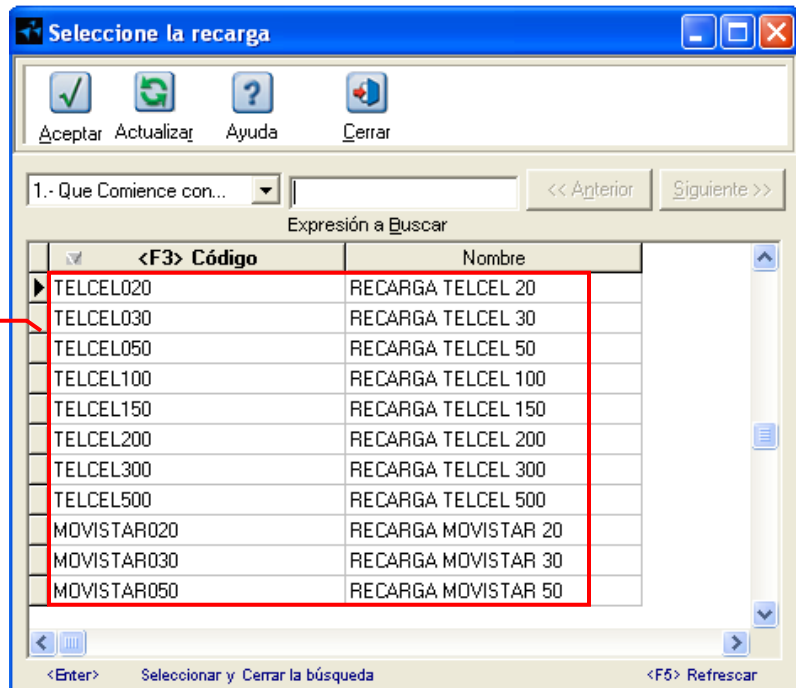 Seleccione la recarga
Aceptar Actualizar Ayuda Cerrar
1.- Que Comience con... << Anterior Siguiente >>
Expresión a Buscar
<F3> Código Nombre
TELCEL020 RECARGA TELCEL 20
TELCEL030 RECARGA TELCEL 30
TELCEL050 RECARGA TELCEL 50
TELCEL100 RECARGA TELCEL 100
TELCEL150 RECARGA TELCEL 150
TELCEL200 RECARGA TELCEL 200
TELCEL300 RECARGA TELCEL 300
TELCEL500 RECARGA TELCEL 500
MOVISTAR020 RECARGA MOVISTAR 20
MOVISTAR030 RECARGA MOVISTAR 30
MOVISTAR050 RECARGA MOVISTAR 50
<Enter> Seleccionar y Cerrar la búsqueda <F5> Refrescar